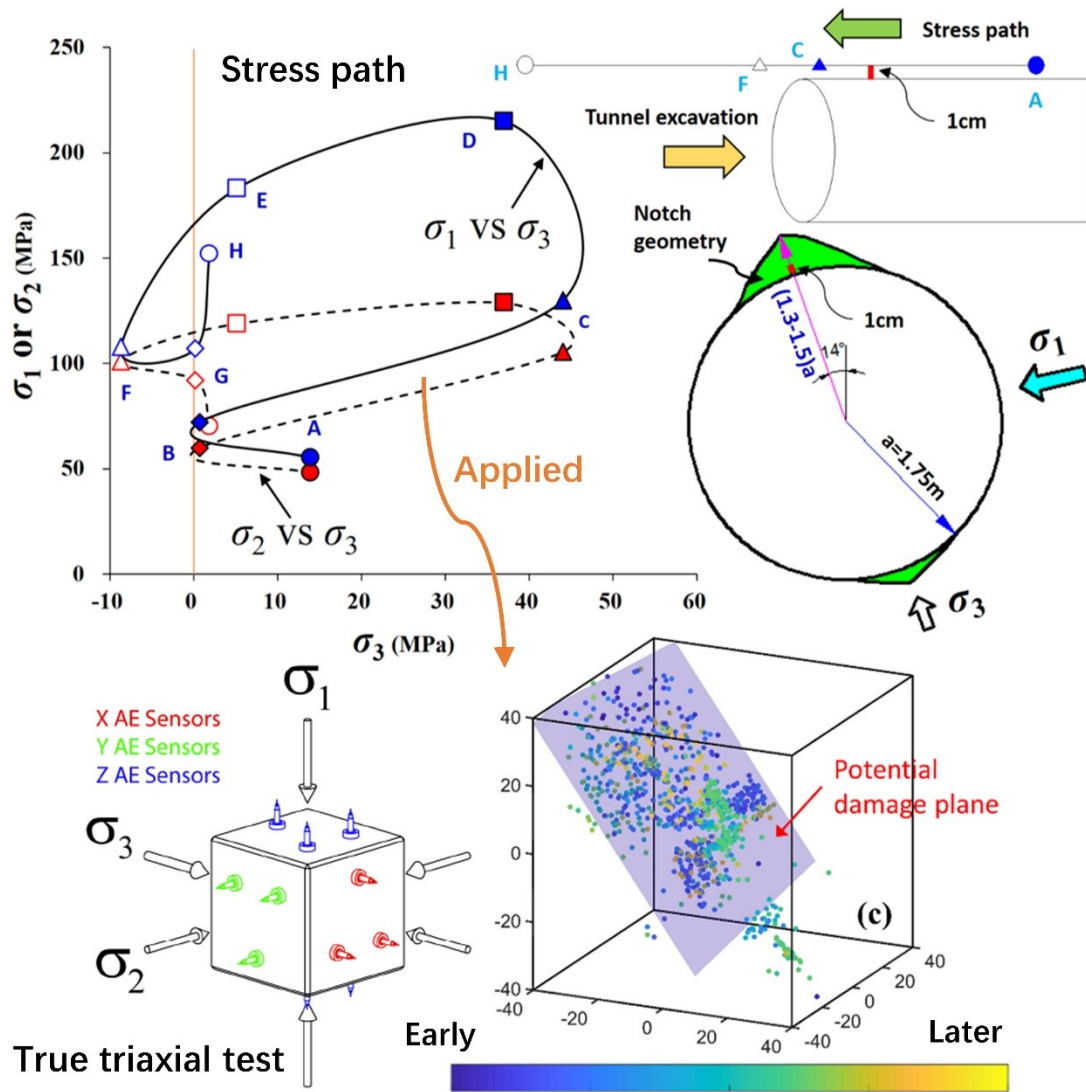 Stress path
250
200
150
100
50
0
-10
0
10
20
30
40
50
60
σ1 or σ2 (MPa)
σ3 (MPa)
D
E
H
C
F
G
A
B
σ1 VS σ3
σ2 VS σ3
Applied
Stress path
H
F
C
A
1cm
Tunnel excavation
Notch
geometry
1cm
(1.3-1.5)a
14°
a=1.75m
σ1
σ3
X AE Sensors
Y AE Sensors
Z AE Sensors
σ1
σ3
σ2
True triaxial test
40
20
0
-20
-40
-40
-20
0
20
40
-40
-20
0
20
40
Potential
damage plane
(c)
Early
Later